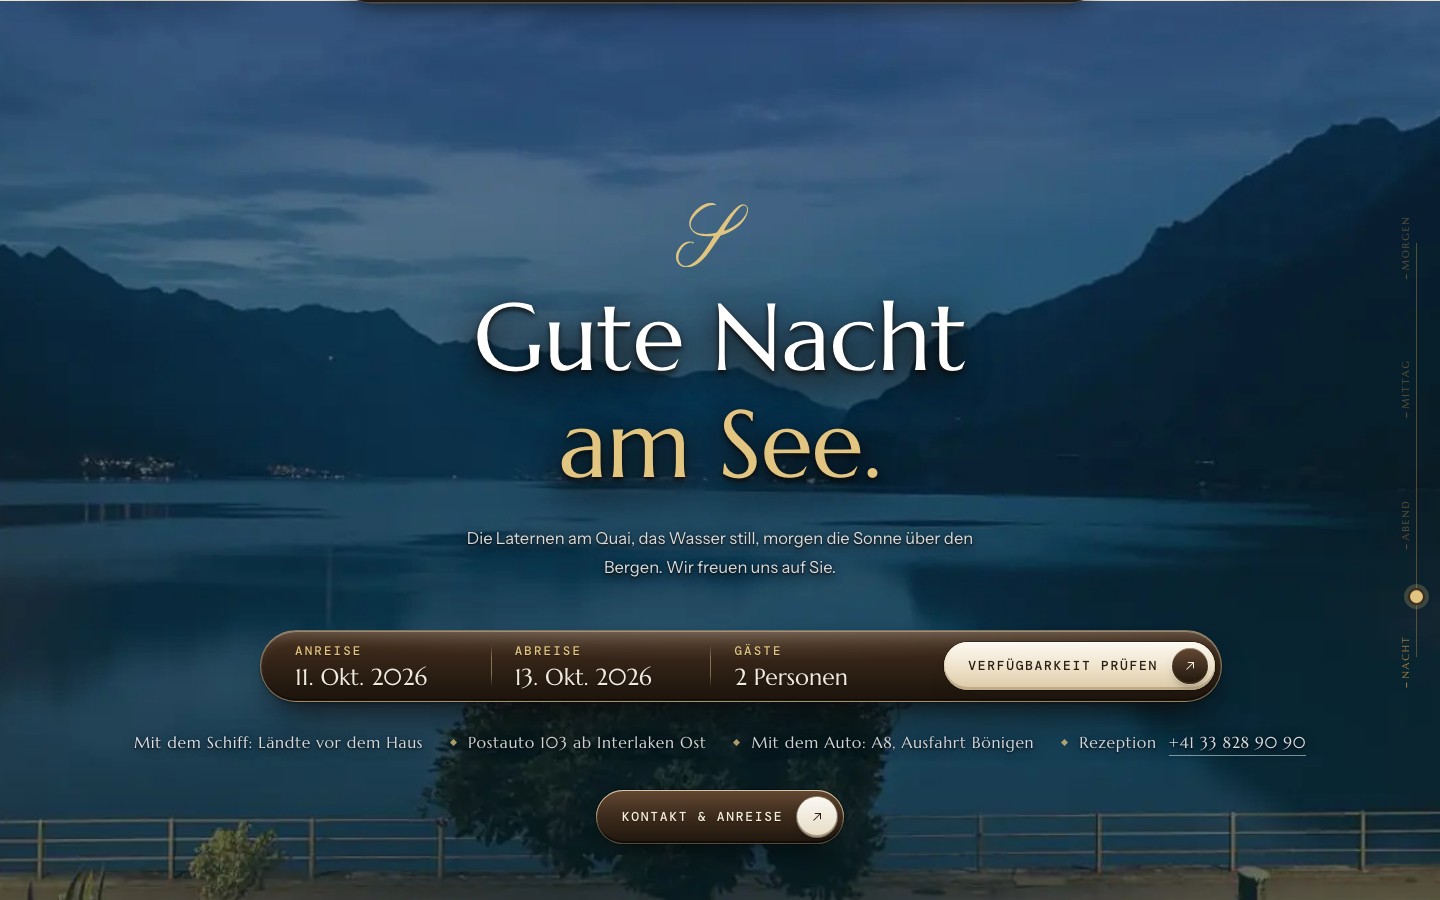 S
Gute Nacht
am See.
Die Laternen am Quai, das Wasser still, morgen die Sonne über den
Bergen. Wir freuen uns auf Sie.
ANREISE
11. Okt. 2026
ABREISE
13. Okt. 2026
GÄSTE
2 Personen
VERFÜGBARKEIT PRÜFEN
Mit dem Schiff: Ländte vor dem Haus ◆ Postauto 103 ab Interlaken Ost ◆ Mit dem Auto: A8, Ausfahrt Bönigen ◆ Rezeption +41 33 828 90 90
KONTAKT & ANREISE
– MORGEN
– MITTAG
– ABEND
– NACHT